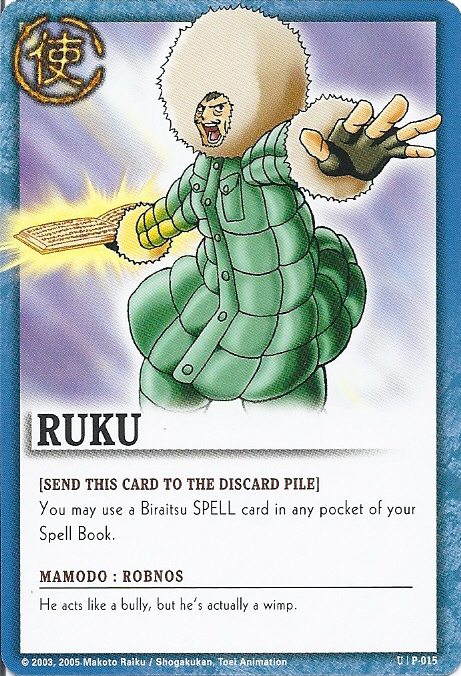 使
RUKU
[SEND THIS CARD TO THE DISCARD PILE]
You may use a Biraitsu SPELL card in any pocket of your
Spell Book.
MAMODO : ROBNOS
He acts like a bully, but he's actually a wimp.
© 2003, 2005 Makoto Raiku / Shogakukan, Toei Animation
U | P-015